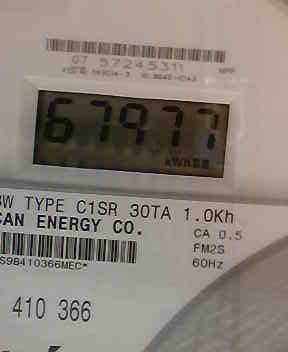 07 57245311
67977
kWh
W TYPE C1SR 30TA 1.0Kh
CAN ENERGY CO.
CA 0.5
FM2S
60Hz
S98410366MEC*
410 366